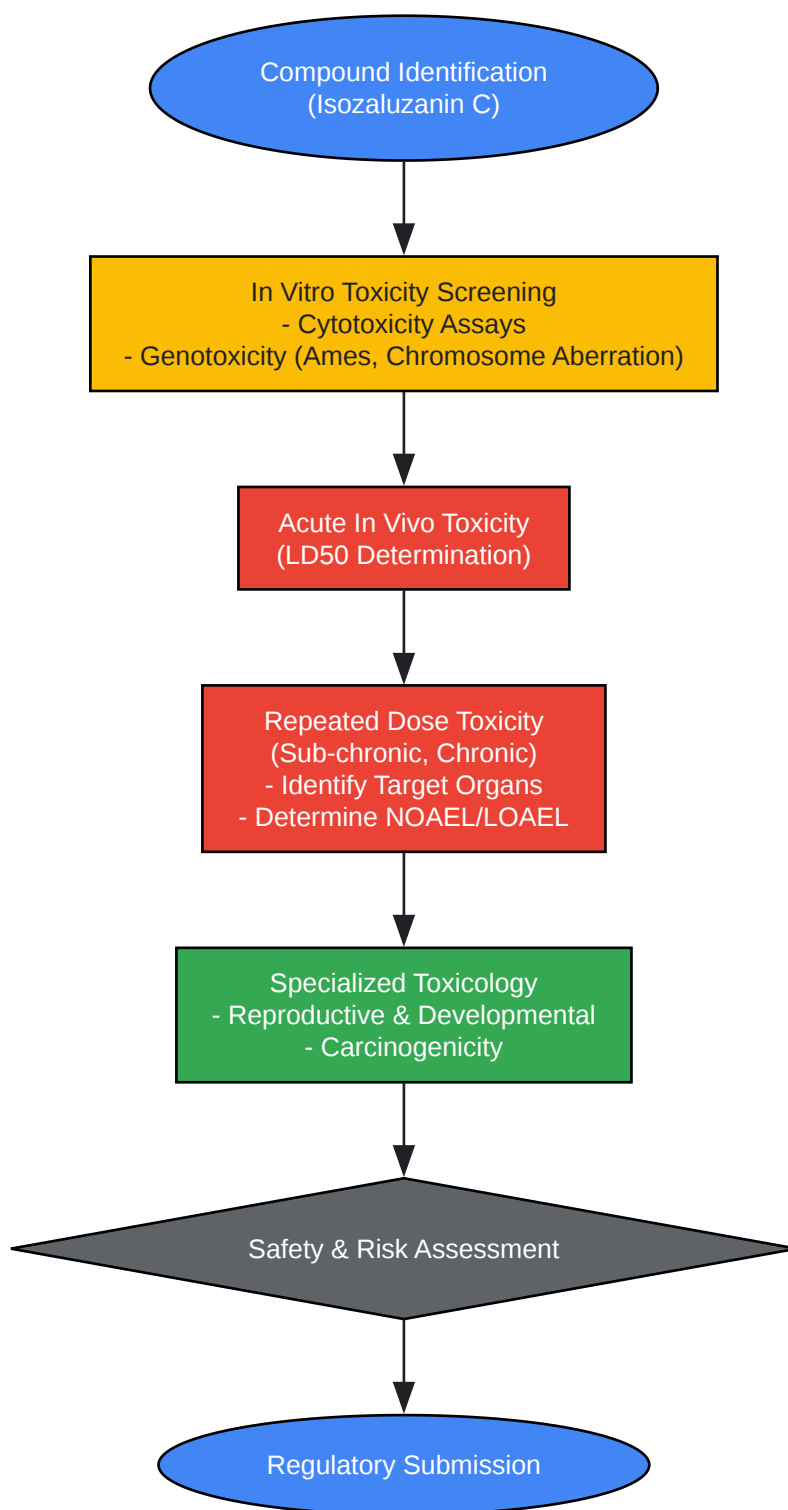 Compound Identification
(Isozaluzanin C)
In Vitro Toxicity Screening
- Cytotoxicity Assays
- Genotoxicity (Ames, Chromosome Aberration)
Acute In Vivo Toxicity
(LD50 Determination)
Repeated Dose Toxicity
(Sub-chronic, Chronic)
- Identify Target Organs
- Determine NOAEL/LOAEL
Specialized Toxicology
- Reproductive & Developmental
- Carcinogenicity
Safety & Risk Assessment
Regulatory Submission